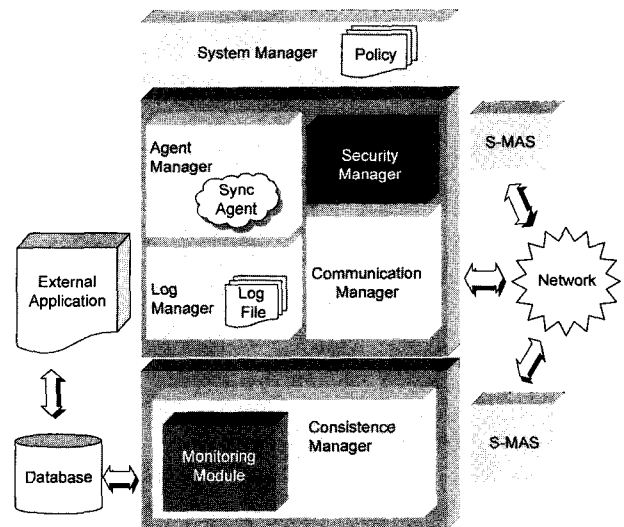 System Manager
Policy
Agent
Manager
Sync
Agent
Security
Manager
S-MAS
External
Application
Log
Manager
Log
File
Communication
Manager
Network
Monitoring
Module
Consistence
Manager
S-MAS
Database